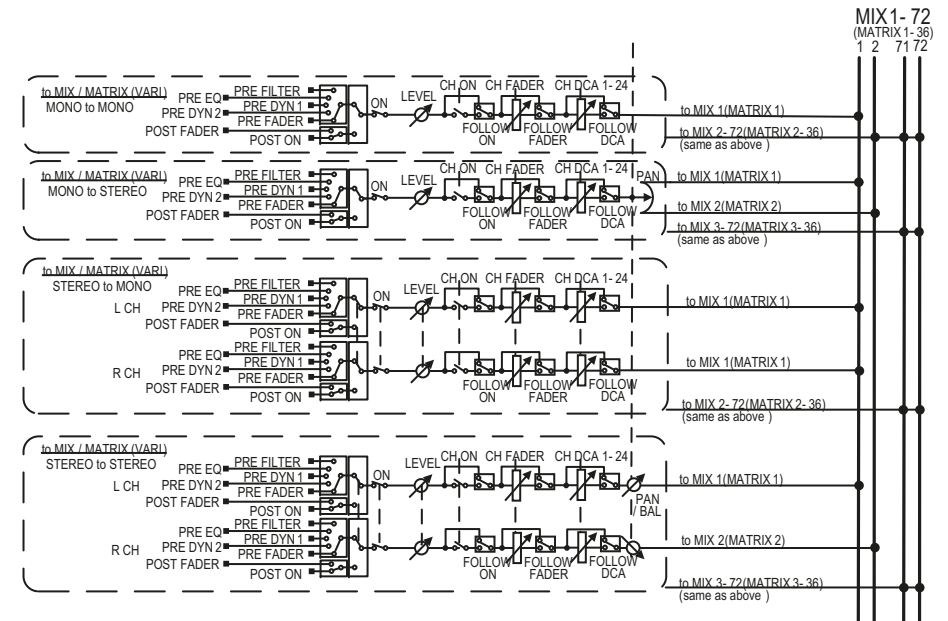 MIX1- 72
(MATRIX 1- 36)
1 2 71 72
to MIX / MATRIX (VARI)
MONO to MONO
PRE FILTER
PRE EQ
PRE DYN 1
PRE DYN 2
PRE FADER
POST FADER
POST ON
ON
LEVEL
CH ON
CH FADER
CH DCA 1- 24
FOLLOW
ON
FOLLOW
FADER
FOLLOW
DCA
to MIX 1(MATRIX 1)
to MIX 2- 72(MATRIX 2- 36)
(same as above )
to MIX / MATRIX (VARI)
MONO to STEREO
PRE FILTER
PRE EQ
PRE DYN 1
PRE DYN 2
PRE FADER
POST FADER
POST ON
ON
LEVEL
CH ON
CH FADER
CH DCA 1- 24
FOLLOW
ON
FOLLOW
FADER
FOLLOW
DCA
PAN
to MIX 1(MATRIX 1)
to MIX 2(MATRIX 2)
to MIX 3- 72(MATRIX 3- 36)
(same as above )
to MIX / MATRIX (VARI)
STEREO to MONO
L CH
PRE FILTER
PRE EQ
PRE DYN 1
PRE DYN 2
PRE FADER
POST FADER
POST ON
ON
LEVEL
CH ON
CH FADER
CH DCA 1- 24
to MIX 1(MATRIX 1)
R CH
PRE FILTER
PRE EQ
PRE DYN 1
PRE DYN 2
PRE FADER
POST FADER
POST ON
FOLLOW
ON
FOLLOW
FADER
FOLLOW
DCA
to MIX 1(MATRIX 1)
to MIX 2- 72(MATRIX 2- 36)
(same as above )
to MIX / MATRIX (VARI)
STEREO to STEREO
L CH
PRE FILTER
PRE EQ
PRE DYN 1
PRE DYN 2
PRE FADER
POST FADER
POST ON
ON
LEVEL
CH ON
CH FADER
CH DCA 1- 24
PAN
/ BAL
to MIX 1(MATRIX 1)
R CH
PRE FILTER
PRE EQ
PRE DYN 1
PRE DYN 2
PRE FADER
POST FADER
POST ON
FOLLOW
ON
FOLLOW
FADER
FOLLOW
DCA
to MIX 2(MATRIX 2)
to MIX 3- 72(MATRIX 3- 36)
(same as above )